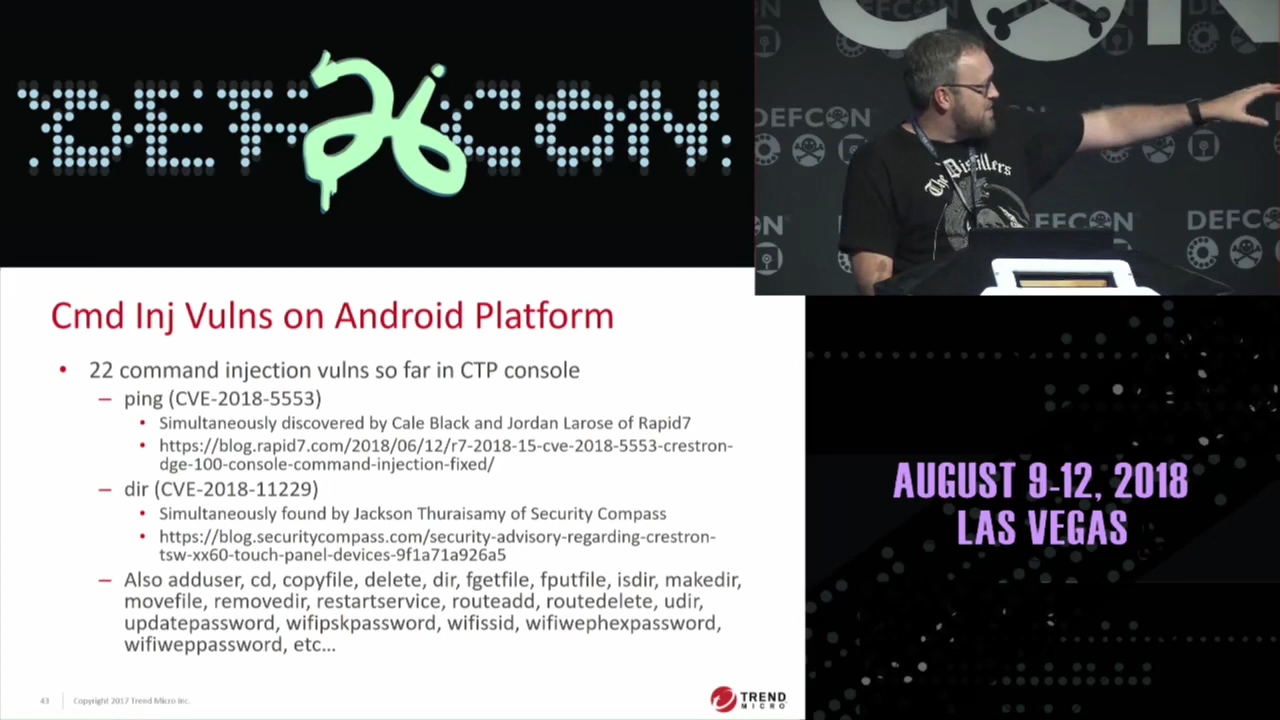 DEF 26 CON
CON
DEFCON
The Distillers
DEFCON
DEFCON
Cmd Inj Vulns on Android Platform
• 22 command injection vulns so far in CTP console
– ping (CVE-2018-5553)
• Simultaneously discovered by Cale Black and Jordan Larose of Rapid7
• https://blog.rapid7.com/2018/06/12/r7-2018-15-cve-2018-5553-crestron-
dge-100-console-command-injection-fixed/
– dir (CVE-2018-11229)
• Simultaneously found by Jackson Thuraisamy of Security Compass
• https://blog.securitycompass.com/security-advisory-regarding-crestron-
tsw-xx60-touch-panel-devices-9f1a71a926a5
– Also adduser, cd, copyfile, delete, dir, fgetfile, fputfile, isdir, makedir,
movefile, removedir, restartservice, routeadd, routedelete, udir,
updatepassword, wifipskpassword, wifissid, wifiwephexpassword,
wifiweppassword, etc...
43
Copyright 2017 Trend Micro Inc.
TREND
MICRO
AUGUST 9-12, 2018
LAS VEGAS